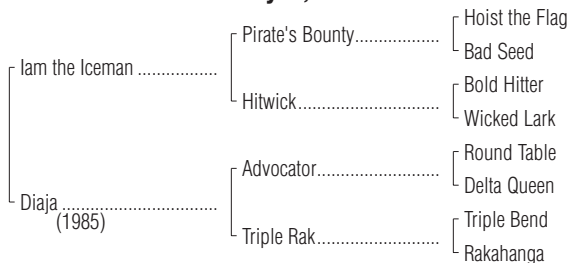 Hoist the Flag
Pirate's Bounty....................
Bad Seed
Iam the Iceman ................
Bold Hitter
Hitwick.................................
Wicked Lark
Round Table
Advocator.............................
Delta Queen
Diaja ...............................
(1985)
Triple Bend
Triple Rak.............................
Rakahanga